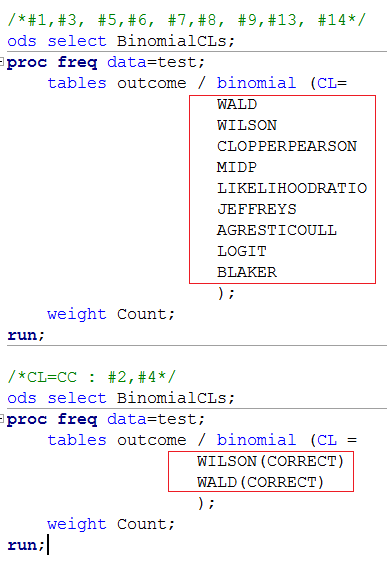 /*#1,#3, #5,#6, #7,#8, #9,#13, #14*/
ods select BinomialCLs;
proc freq data=test;
tables outcome / binomial (CL=
WALD
WILSON
CLOPPERPEARSON
MIDP
LIKELIHOODRATIO
JEFFREYS
AGRESTICOULL
LOGIT
BLAKER
);
weight Count;
run;
/*CL=CC : #2,#4*/
ods select BinomialCLs;
proc freq data=test;
tables outcome / binomial (CL =
WILSON(CORRECT)
WALD(CORRECT)
);
weight Count;
run;